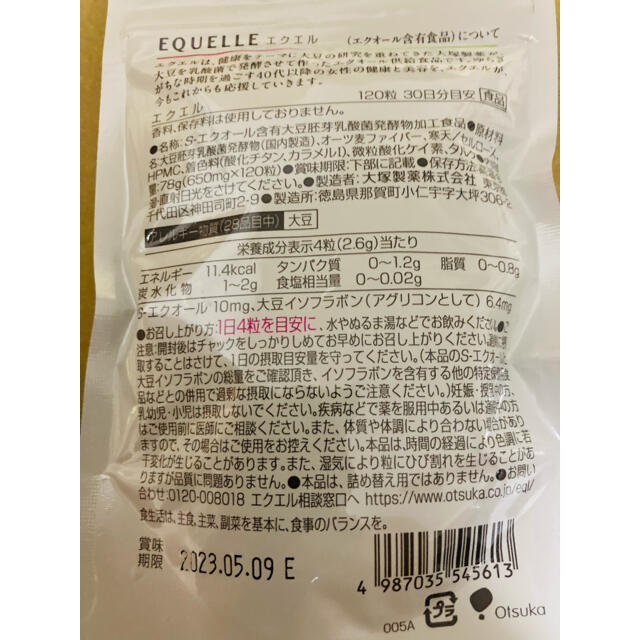 EQUELLE エクエル (エクオール含有食品)について
エクエルは、健康をテーマに大豆の研究を重ねてきた大塚製薬が、
大豆を乳酸菌で発酵させて作ったエクオール供給食品です。ゆらぎ
がちな時期を過ごす40代以降の女性の健康と美容を、エクエルが
今もこれからも応援していきます。
エクエル 120粒 30日分目安 食品
香料、保存料は使用しておりません。
●名称:S-エクオール含有大豆胚芽乳酸菌発酵物加工食品●原材料
名:大豆胚芽乳酸菌発酵物(国内製造)、オーツ麦ファイバー、寒天/セルロース、
HPMC、着色料(酸化チタン、カラメルI)、微粒酸化ケイ素、タルク
量:78g(650mg×120粒)●賞味期限:下部に記載●保存方法:高温
湿・直射日光をさけてください。●製造者:大塚製薬株式会社 東京都
千代田区神田司町2-9●製造所:徳島県那賀町小仁宇字大坪306-2
アレルギー物質(28品目中) 大豆
栄養成分表示4粒(2.6g)当たり
エネルギー 11.4kcal タンパク質 0〜1.2g 脂質 0〜0.8g
炭水化物 1〜2g 食塩相当量 0〜0.02g
S-エクオール 10mg、大豆イソフラボン(アグリコンとして) 6.4mg
●お召し上がり方:1日4粒を目安に、水やぬるま湯などでお飲みください。●ご
注意:開封後はチャックをしっかりしめてお早めにお召し上がりください。過剰に摂
取することはさけて、1日の摂取目安量を守ってください。(本品のS-エクオールと
大豆イソフラボンの総量をご確認頂き、イソフラボンを含有する他の特定保健
品などとの併用で過剰な摂取にならないようご注意ください。)妊娠・授乳中の方、
乳幼児・小児は摂取しないでください。疾病などで薬を服用中あるいは通院中の方
はご使用前に医師にご相談ください。また、体質や体調により合わない場合があり
ますので、その場合はご使用をお控えください。本品は、時間の経過により色調に若
干変化が生じることがあります。また、湿気により粒にひび割れを生じることがあ
りますが品質に問題ありません。●本品は、詰め替え用ではありません。●お問い
合わせ:0120-008018 エクエル相談窓口へ https://www.otsuka.co.jp/eql/
食生活は、主食、主菜、副菜を基本に、食事のバランスを。
賞味
期限 2023.05.09 E
4 987035 545613
005A プラ Otsuka